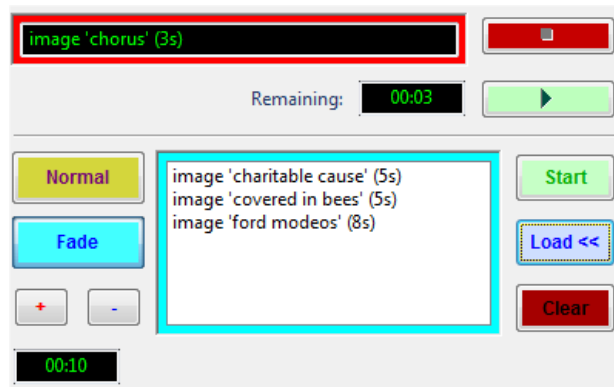 image 'chorus' (3s)
Remaining: 00:03
Normal
image 'charitable cause' (5s)
Start
image 'covered in bees' (5s)
image 'ford modeos' (8s)
Fade
Load <<
+
-
Clear
00:10